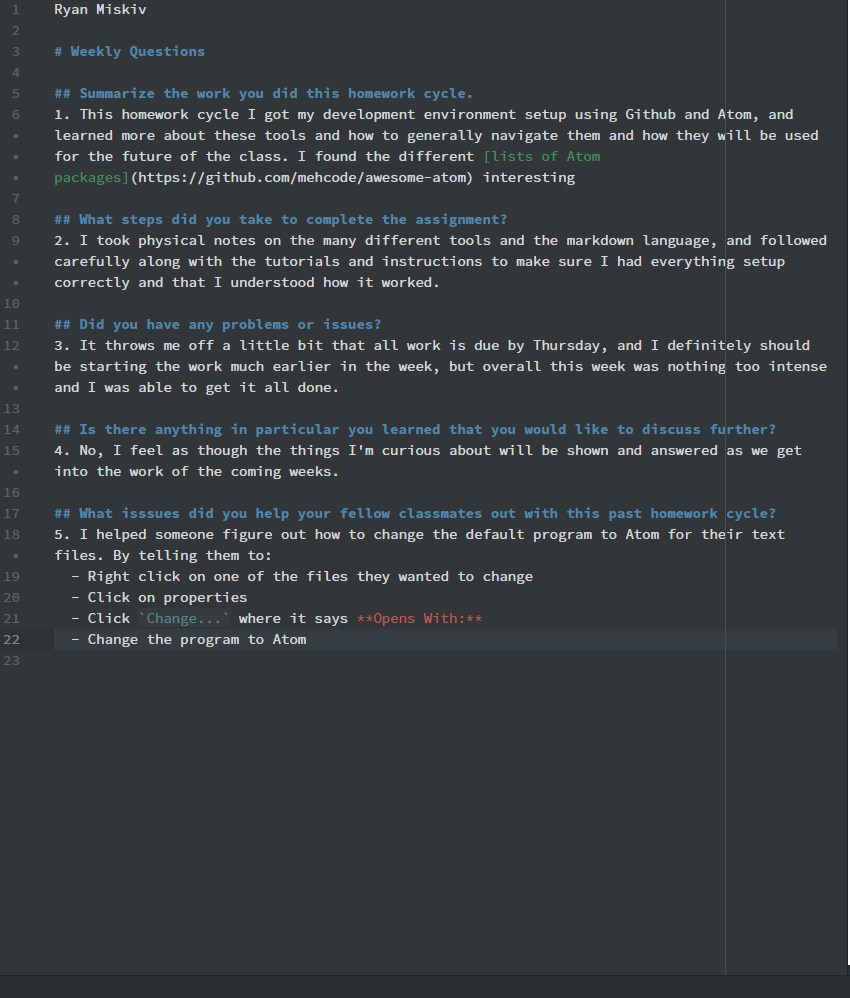 1 Ryan Miskiv
2
3 # Weekly Questions
4
5 ## Summarize the work you did this homework cycle.
6 1. This homework cycle I got my development environment setup using Github and Atom, and
• learned more about these tools and how to generally navigate them and how they will be used
• for the future of the class. I found the different [lists of Atom
• packages](https://github.com/mehcode/awesome-atom) interesting
7
8 ## What steps did you take to complete the assignment?
9 2. I took physical notes on the many different tools and the markdown language, and followed
• carefully along with the tutorials and instructions to make sure I had everything setup
• correctly and that I understood how it worked.
10
11 ## Did you have any problems or issues?
12 3. It throws me off a little bit that all work is due by Thursday, and I definitely should
• be starting the work much earlier in the week, but overall this week was nothing too intense
• and I was able to get it all done.
13
14 ## Is there anything in particular you learned that you would like to discuss further?
15 4. No, I feel as though the things I'm curious about will be shown and answered as we get
• into the work of the coming weeks.
16
17 ## What isssues did you help your fellow classmates out with this past homework cycle?
18 5. I helped someone figure out how to change the default program to Atom for their text
• files. By telling them to:
19 - Right click on one of the files they wanted to change
20 - Click on properties
21 - Click `Change...` where it says **Opens With:**
22 - Change the program to Atom
23